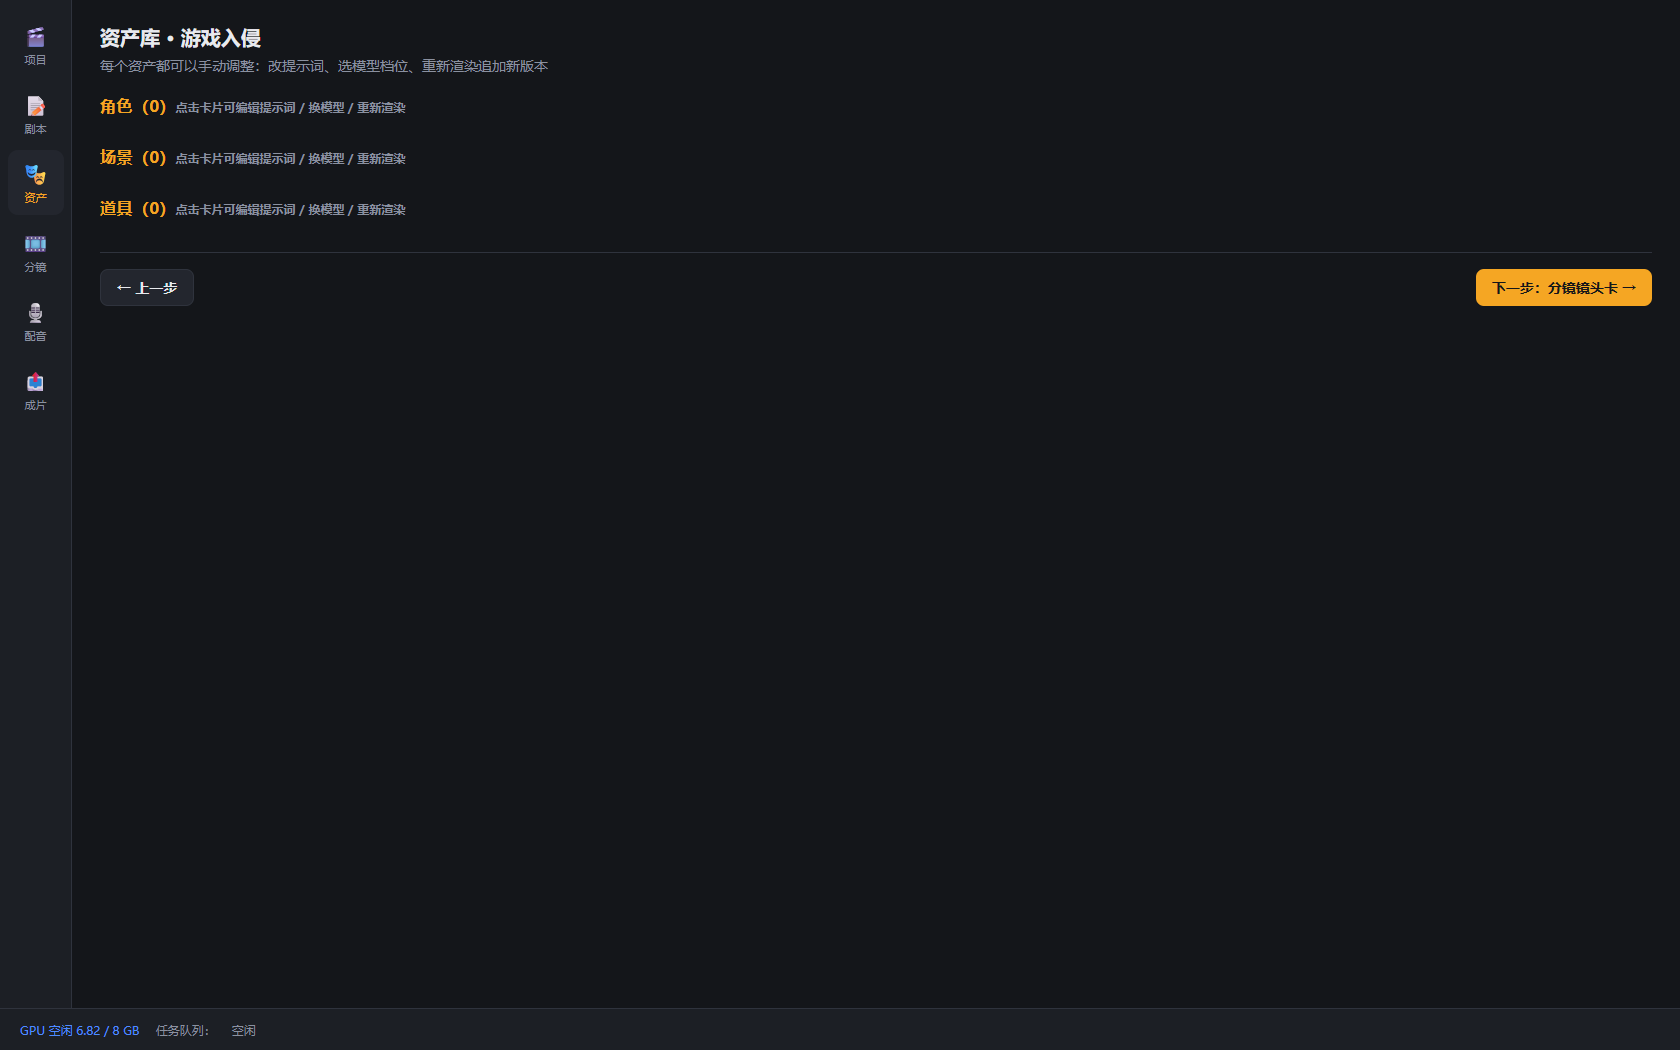 项目
剧本
资产
分镜
配音
成片
资产库・游戏入侵
每个资产都可以手动调整：改提示词、选模型档位、重新渲染追加新版本
角色（0） 点击卡片可编辑提示词 / 换模型 / 重新渲染
场景（0） 点击卡片可编辑提示词 / 换模型 / 重新渲染
道具（0） 点击卡片可编辑提示词 / 换模型 / 重新渲染
← 上一步
下一步：分镜镜头卡 →
GPU 空闲 6.82 / 8 GB 任务队列： 空闲